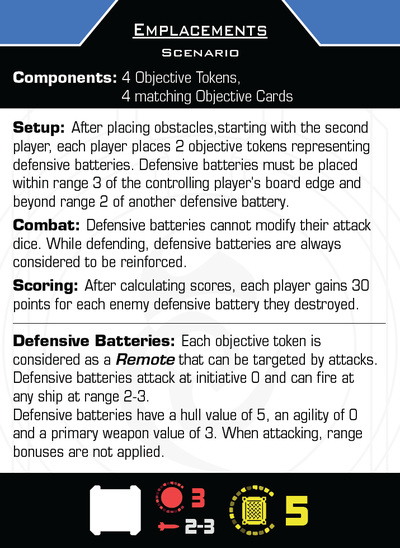 EMPLACEMENTS
SCENARIO
Components: 4 Objective Tokens,
4 matching Objective Cards
Setup: After placing obstacles,starting with the second
player, each player places 2 objective tokens representing
defensive batteries. Defensive batteries must be placed
within range 3 of the controlling player's board edge and
beyond range 2 of another defensive battery.
Combat: Defensive batteries cannot modify their attack
dice. While defending, defensive batteries are always
considered to be reinforced.
Scoring: After calculating scores, each player gains 30
points for each enemy defensive battery they destroyed.
Defensive Batteries: Each objective token is
considered as a Remote that can be targeted by attacks.
Defensive batteries attack at initiative 0 and can fire at
any ship at range 2-3.
Defensive batteries have a hull value of 5, an agility of 0
and a primary weapon value of 3. When attacking, range
bonuses are not applied.
3
2-3
5